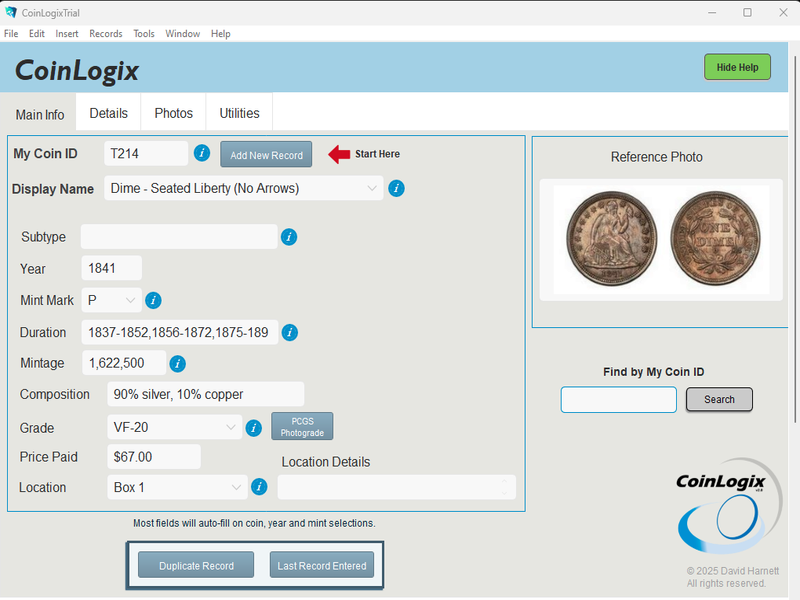 CoinLogixTrial
File Edit Insert Records Tools Window Help
CoinLogix
Hide Help
Main Info Details Photos Utilities
My Coin ID T214 i Add New Record Start Here
Display Name Dime - Seated Liberty (No Arrows) i
Subtype i
Year 1841
Mint Mark P i
Duration 1837-1852,1856-1872,1875-189 i
Mintage 1,622,500 i
Composition 90% silver, 10% copper
Grade VF-20 i PCGS
Photograde
Price Paid $67.00
Location Details
Location Box 1 i
Most fields will auto-fill on coin, year and mint selections.
Duplicate Record Last Record Entered
Reference Photo
ONE
DIME
Find by My Coin ID
Search
CoinLogix
© 2025 David Harnett
All rights reserved.